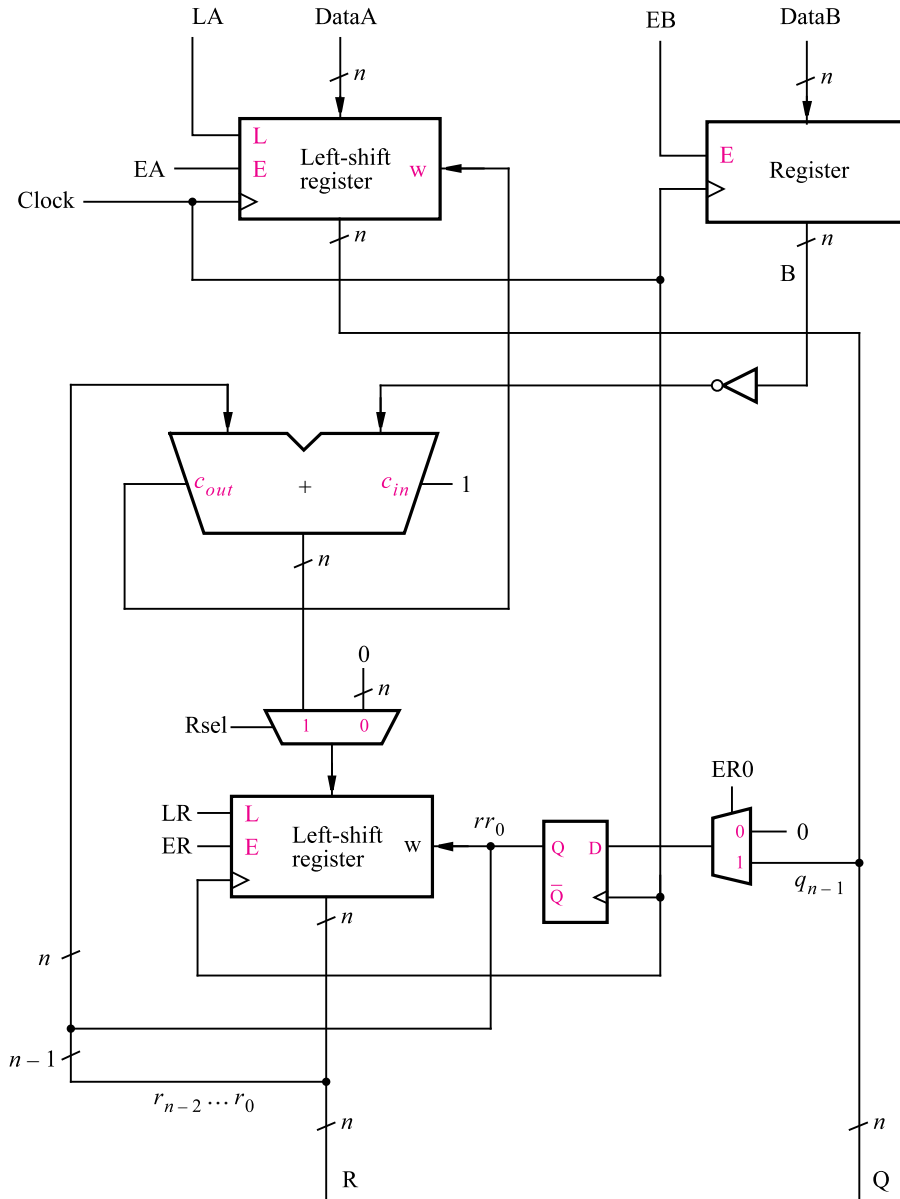 LA
DataA
EB
DataB
n
n
L
E
Left-shift
register
w
EA
Clock
E
Register
n
n
B
c_out
+
c_in
1
n
0
n
Rsel
1
0
ER0
LR
ER
L
E
Left-shift
register
w
rr_0
Q
D
Q̅
0
1
0
q_{n-1}
n
n
n – 1
r_{n-2} … r_0
n
n
R
Q